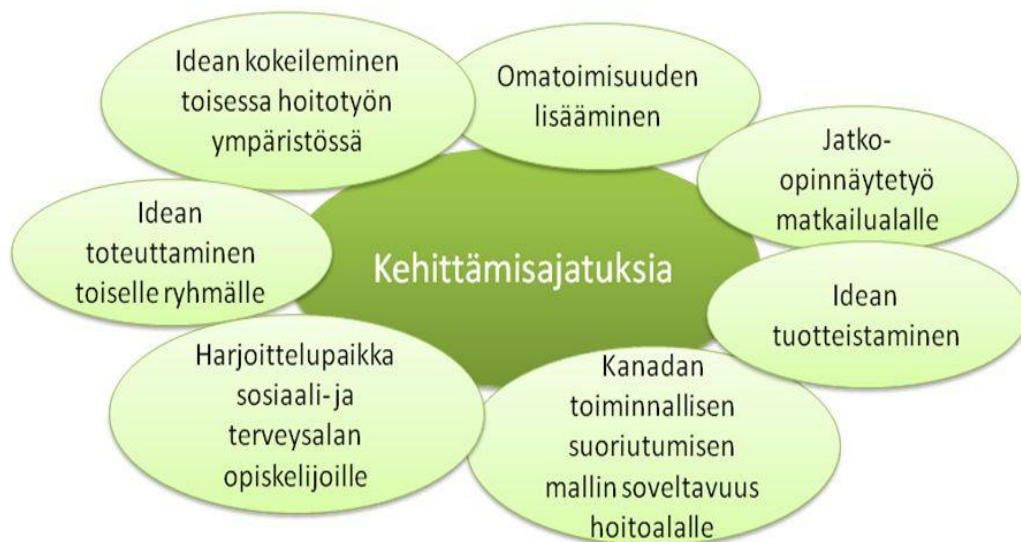 Idean kokeileminen
toisessa hoitotyön
ympäristössä
Omatoimisuuden
lisääminen
Jatko-
opinnäytetyö
matkailualalle
Idean
toteuttaminen
toiselle ryhmälle
Kehittämisajatuksia
Idean
tuotteistaminen
Harjoittelupaikka
sosiaali- ja
terveysalan
opiskelijoille
Kanadan
toiminnallisen
suoriutumisen
mallin soveltavuus
hoitoalalle